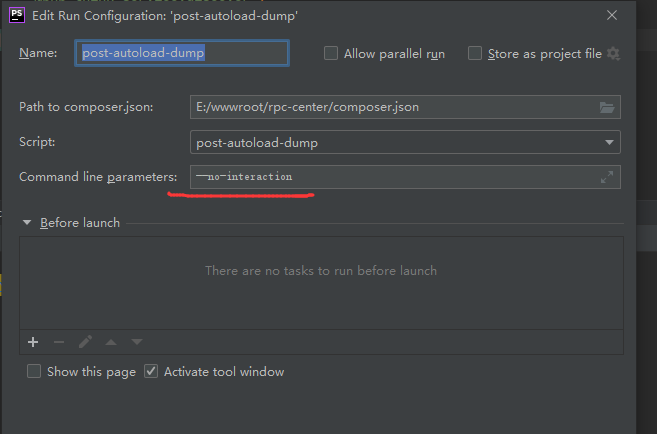 PS Edit Run Configuration: 'post-autoload-dump'
Name: post-autoload-dump Allow parallel run Store as project file
Path to composer.json: E:/wwwroot/rpc-center/composer.json
Script: post-autoload-dump
Command line parameters: --no-interaction
Before launch
There are no tasks to run before launch
Show this page Activate tool window